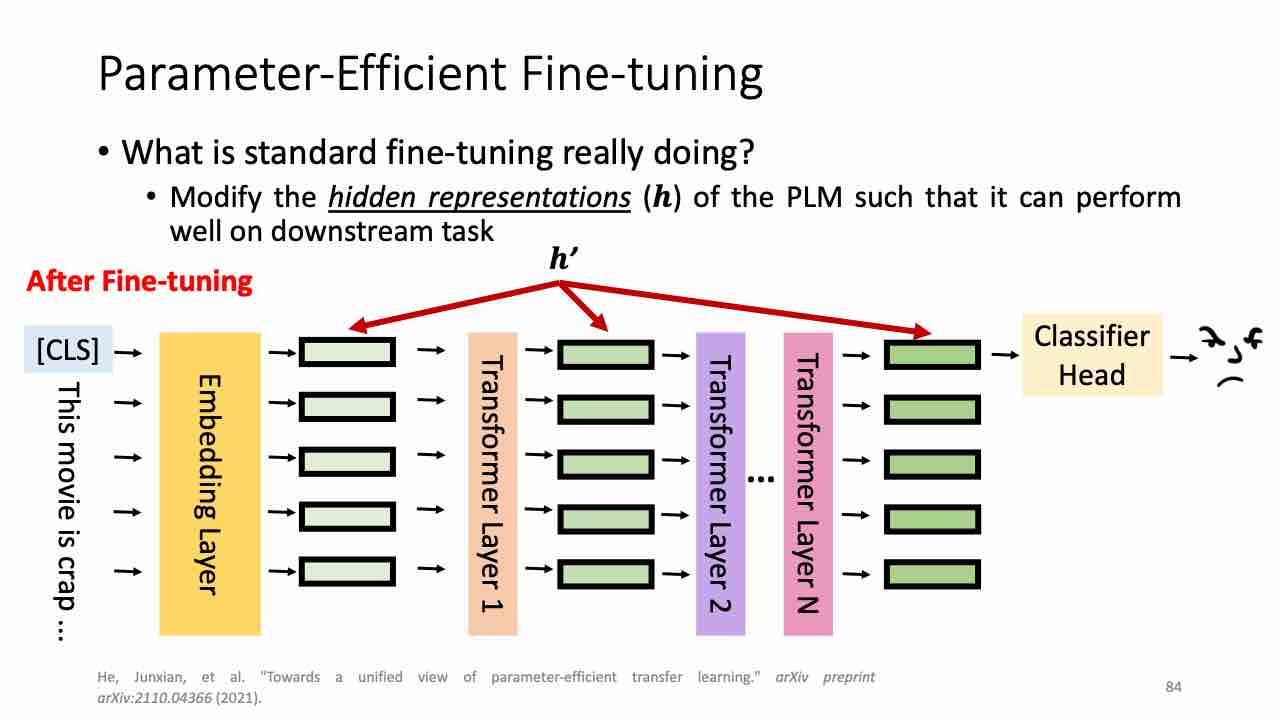 Parameter-Efficient Fine-tuning
• What is standard fine-tuning really doing?
• Modify the hidden representations (h) of the PLM such that it can perform
well on downstream task
h′
After Fine-tuning
[CLS]
This movie is crap ...
Embedding Layer
Transformer Layer 1
Transformer Layer 2
...
Transformer Layer N
Classifier
Head
He, Junxian, et al. "Towards a unified view of parameter-efficient transfer learning." arXiv preprint
arXiv:2110.04366 (2021).
84